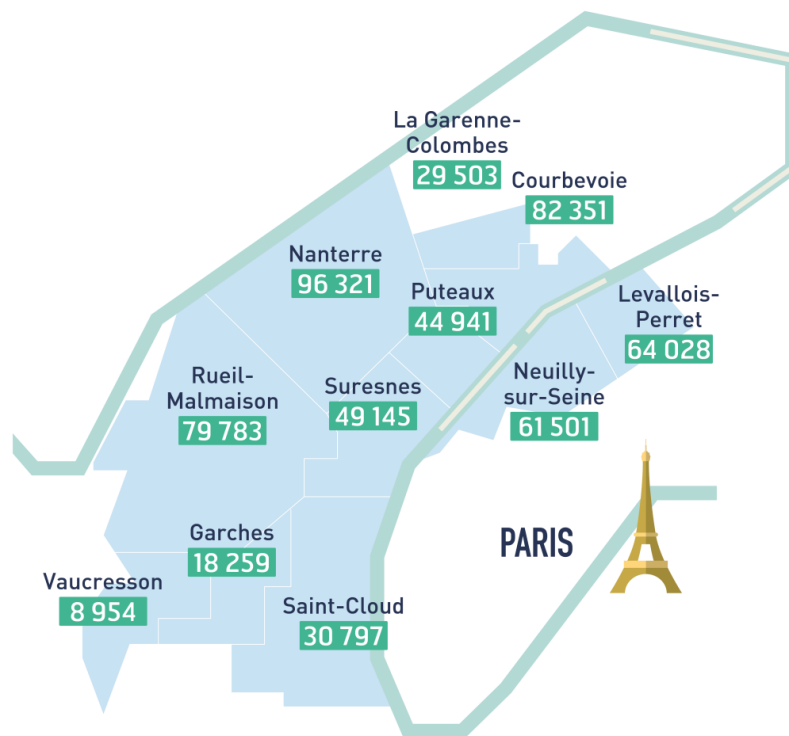 La Garenne-
Colombes
29 503
Courbevoie
82 351
Nanterre
96 321
Puteaux
44 941
Levallois-
Perret
64 028
Rueil-
Malmaison
79 783
Suresnes
49 145
Neuilly-
sur-Seine
61 501
Garches
18 259
PARIS
Vaucresson
8 954
Saint-Cloud
30 797